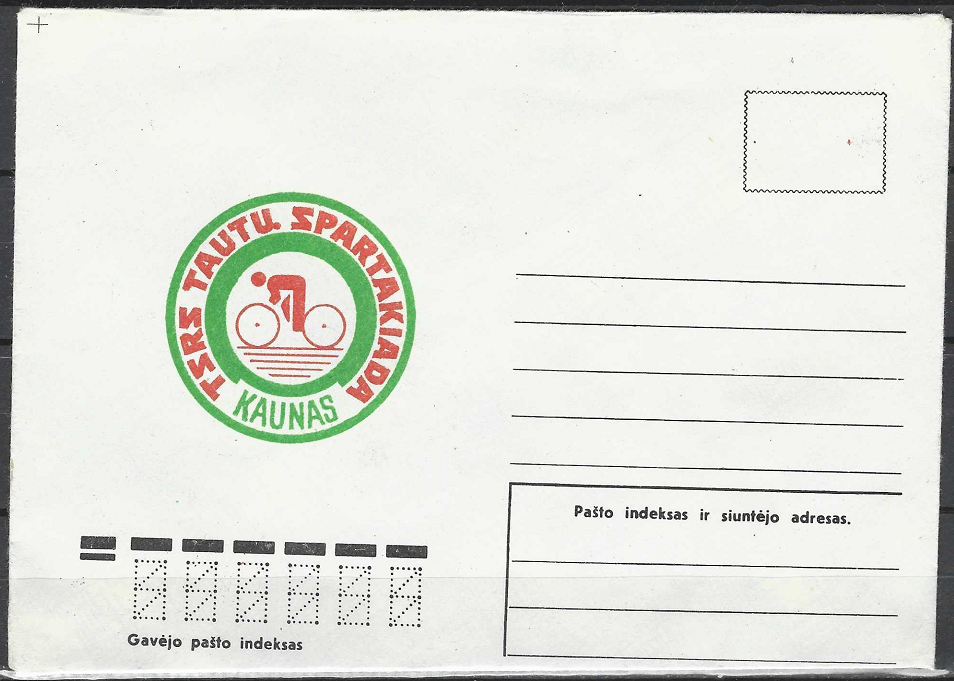 TSRS TAUTŲ SPARTAKIADA
KAUNAS
Pašto indeksas ir siuntėjo adresas.
Gavėjo pašto indeksas